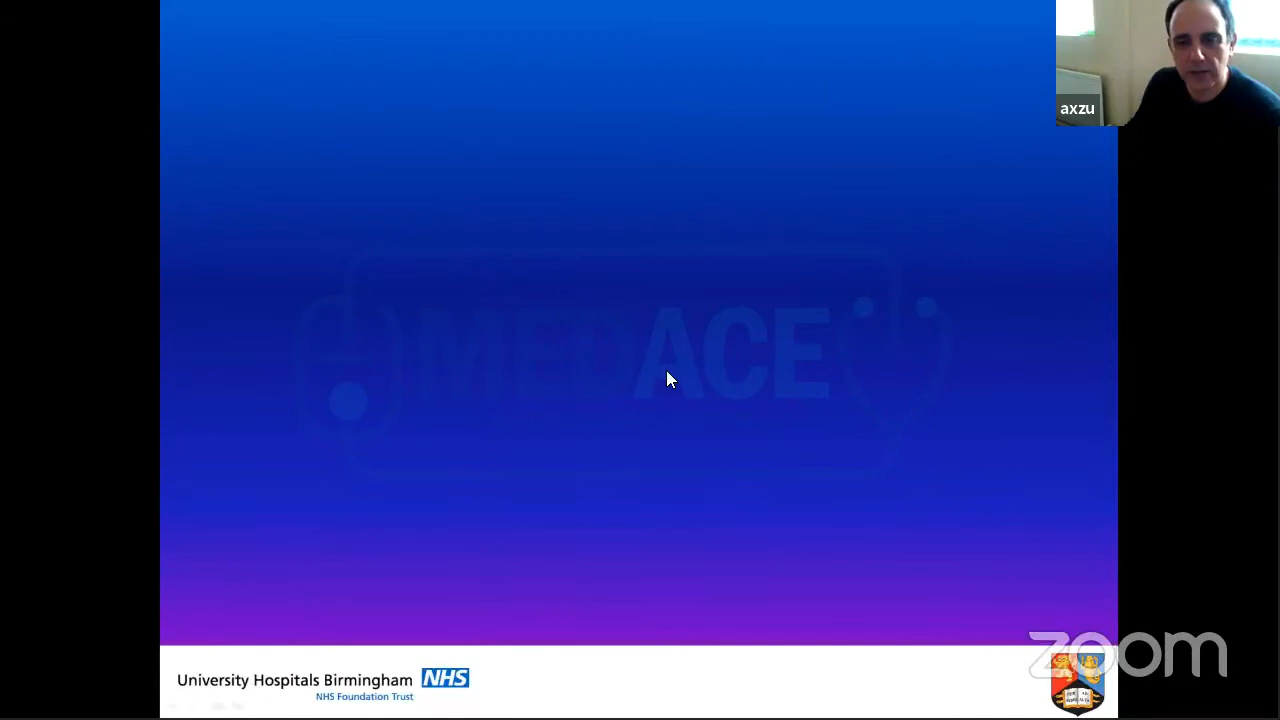 axzu
MEDACE
zoom
University Hospitals Birmingham NHS
NHS Foundation Trust